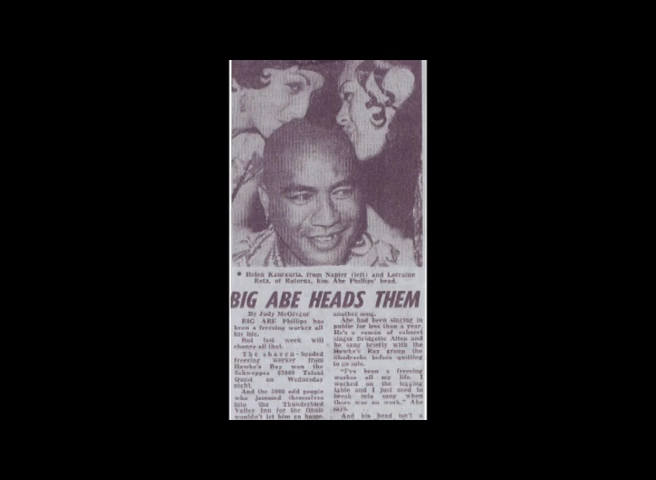 • Helen Kaurauria, from Napier (left) and Lorraine
Rota, of Rotorua, kiss Abe Phillips' head.
BIG ABE HEADS THEM
By Judy McGregor
BIG ABE Phillips has
been a freezing worker all
his life.
But last week will
change all that.
The shaven-headed
freezing worker from
Hawke's Bay won the
Schweppes $2000 Talent
Quest on Wednesday
night.
And the 3000 odd people
who jammed themselves
into the Thunderbird
Valley Inn for the finals
wouldn't let him go home
another song.
Abe had been singing in
public for less than a year.
He's a cousin of cabaret
singer Bridgette Allen and
he sang briefly with the
Hawke's Bay group the
Shadracks before quitting
to go solo.
"I've been a freezing
worker all my life. I
worked on the legging
table and I just used to
break into song when
there was no work," Abe
says.
And his head isn't a